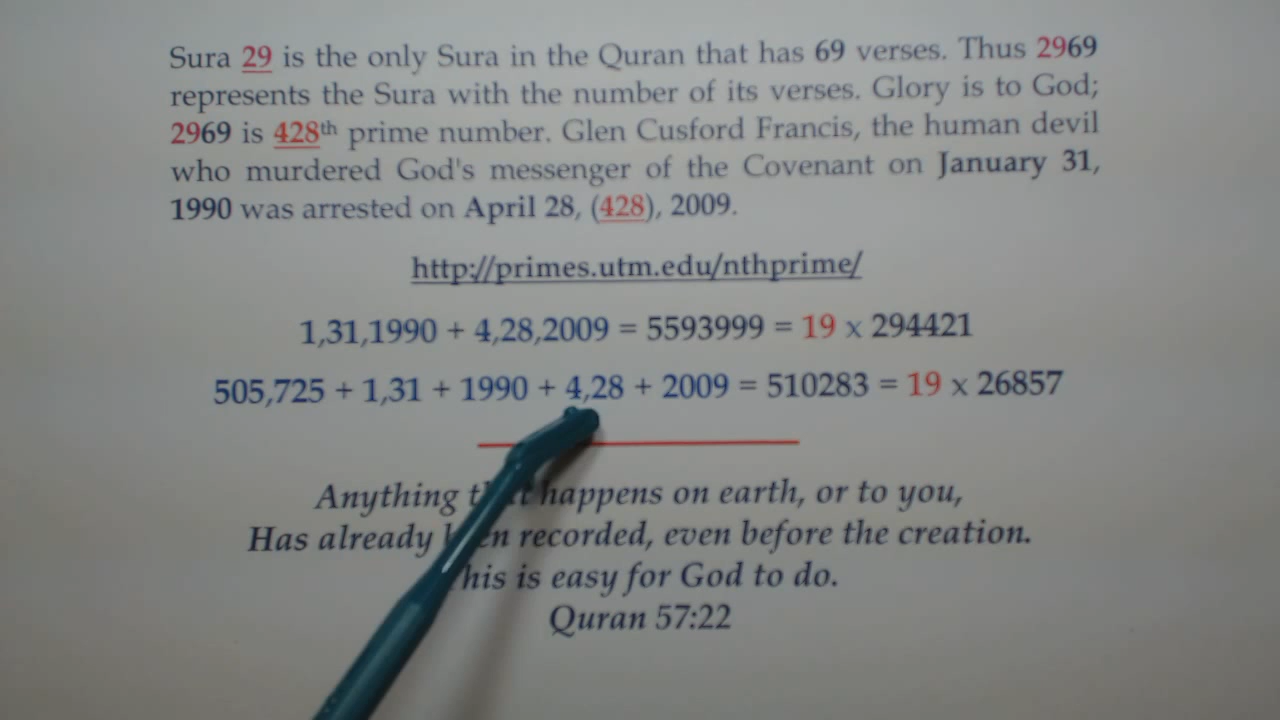 Sura 29 is the only Sura in the Quran that has 69 verses. Thus 2969
represents the Sura with the number of its verses. Glory is to God;
2969 is 428th prime number. Glen Cusford Francis, the human devil
who murdered God's messenger of the Covenant on January 31,
1990 was arrested on April 28, (428), 2009.
http://primes.utm.edu/nthprime/
1,31,1990 + 4,28,2009 = 5593999 = 19 x 294421
505,725 + 1,31 + 1990 + 4,28 + 2009 = 510283 = 19 x 26857
Anything that happens on earth, or to you,
Has already been recorded, even before the creation.
This is easy for God to do.
Quran 57:22